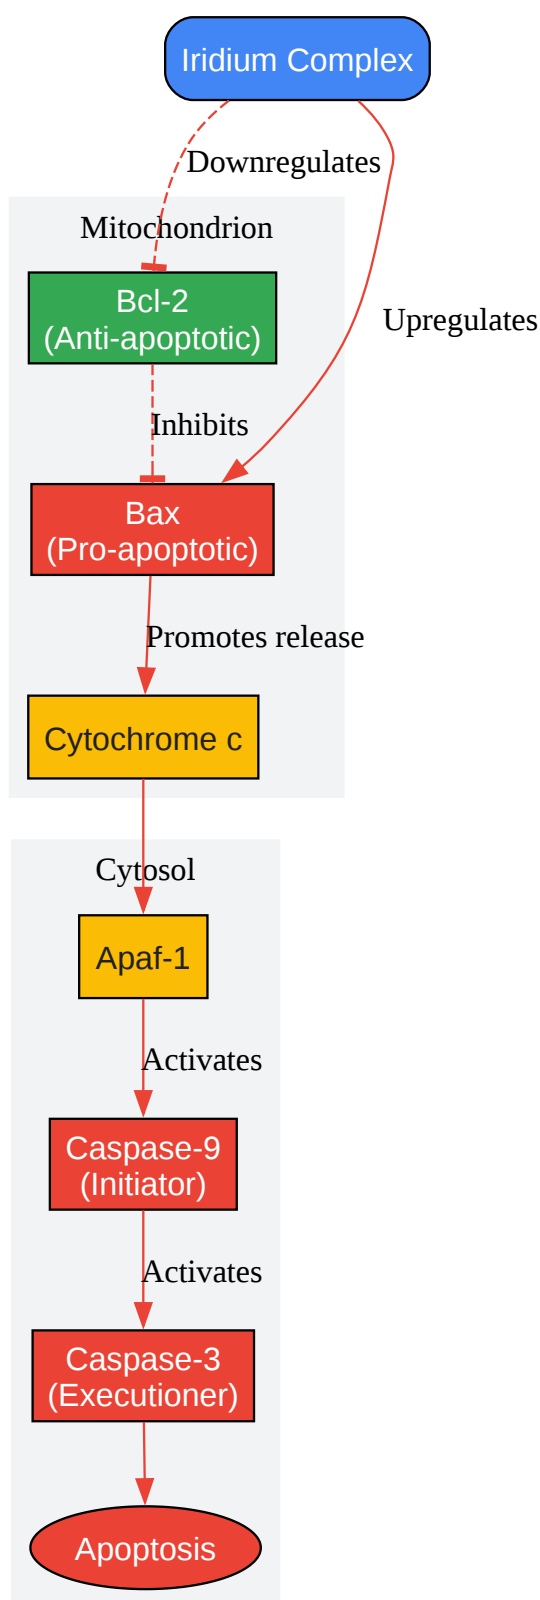 Iridium Complex
Downregulates
Mitochondrion
Bcl-2
(Anti-apoptotic)
Upregulates
Inhibits
Bax
(Pro-apoptotic)
Promotes release
Cytochrome c
Cytosol
Apaf-1
Activates
Caspase-9
(Initiator)
Activates
Caspase-3
(Executioner)
Apoptosis